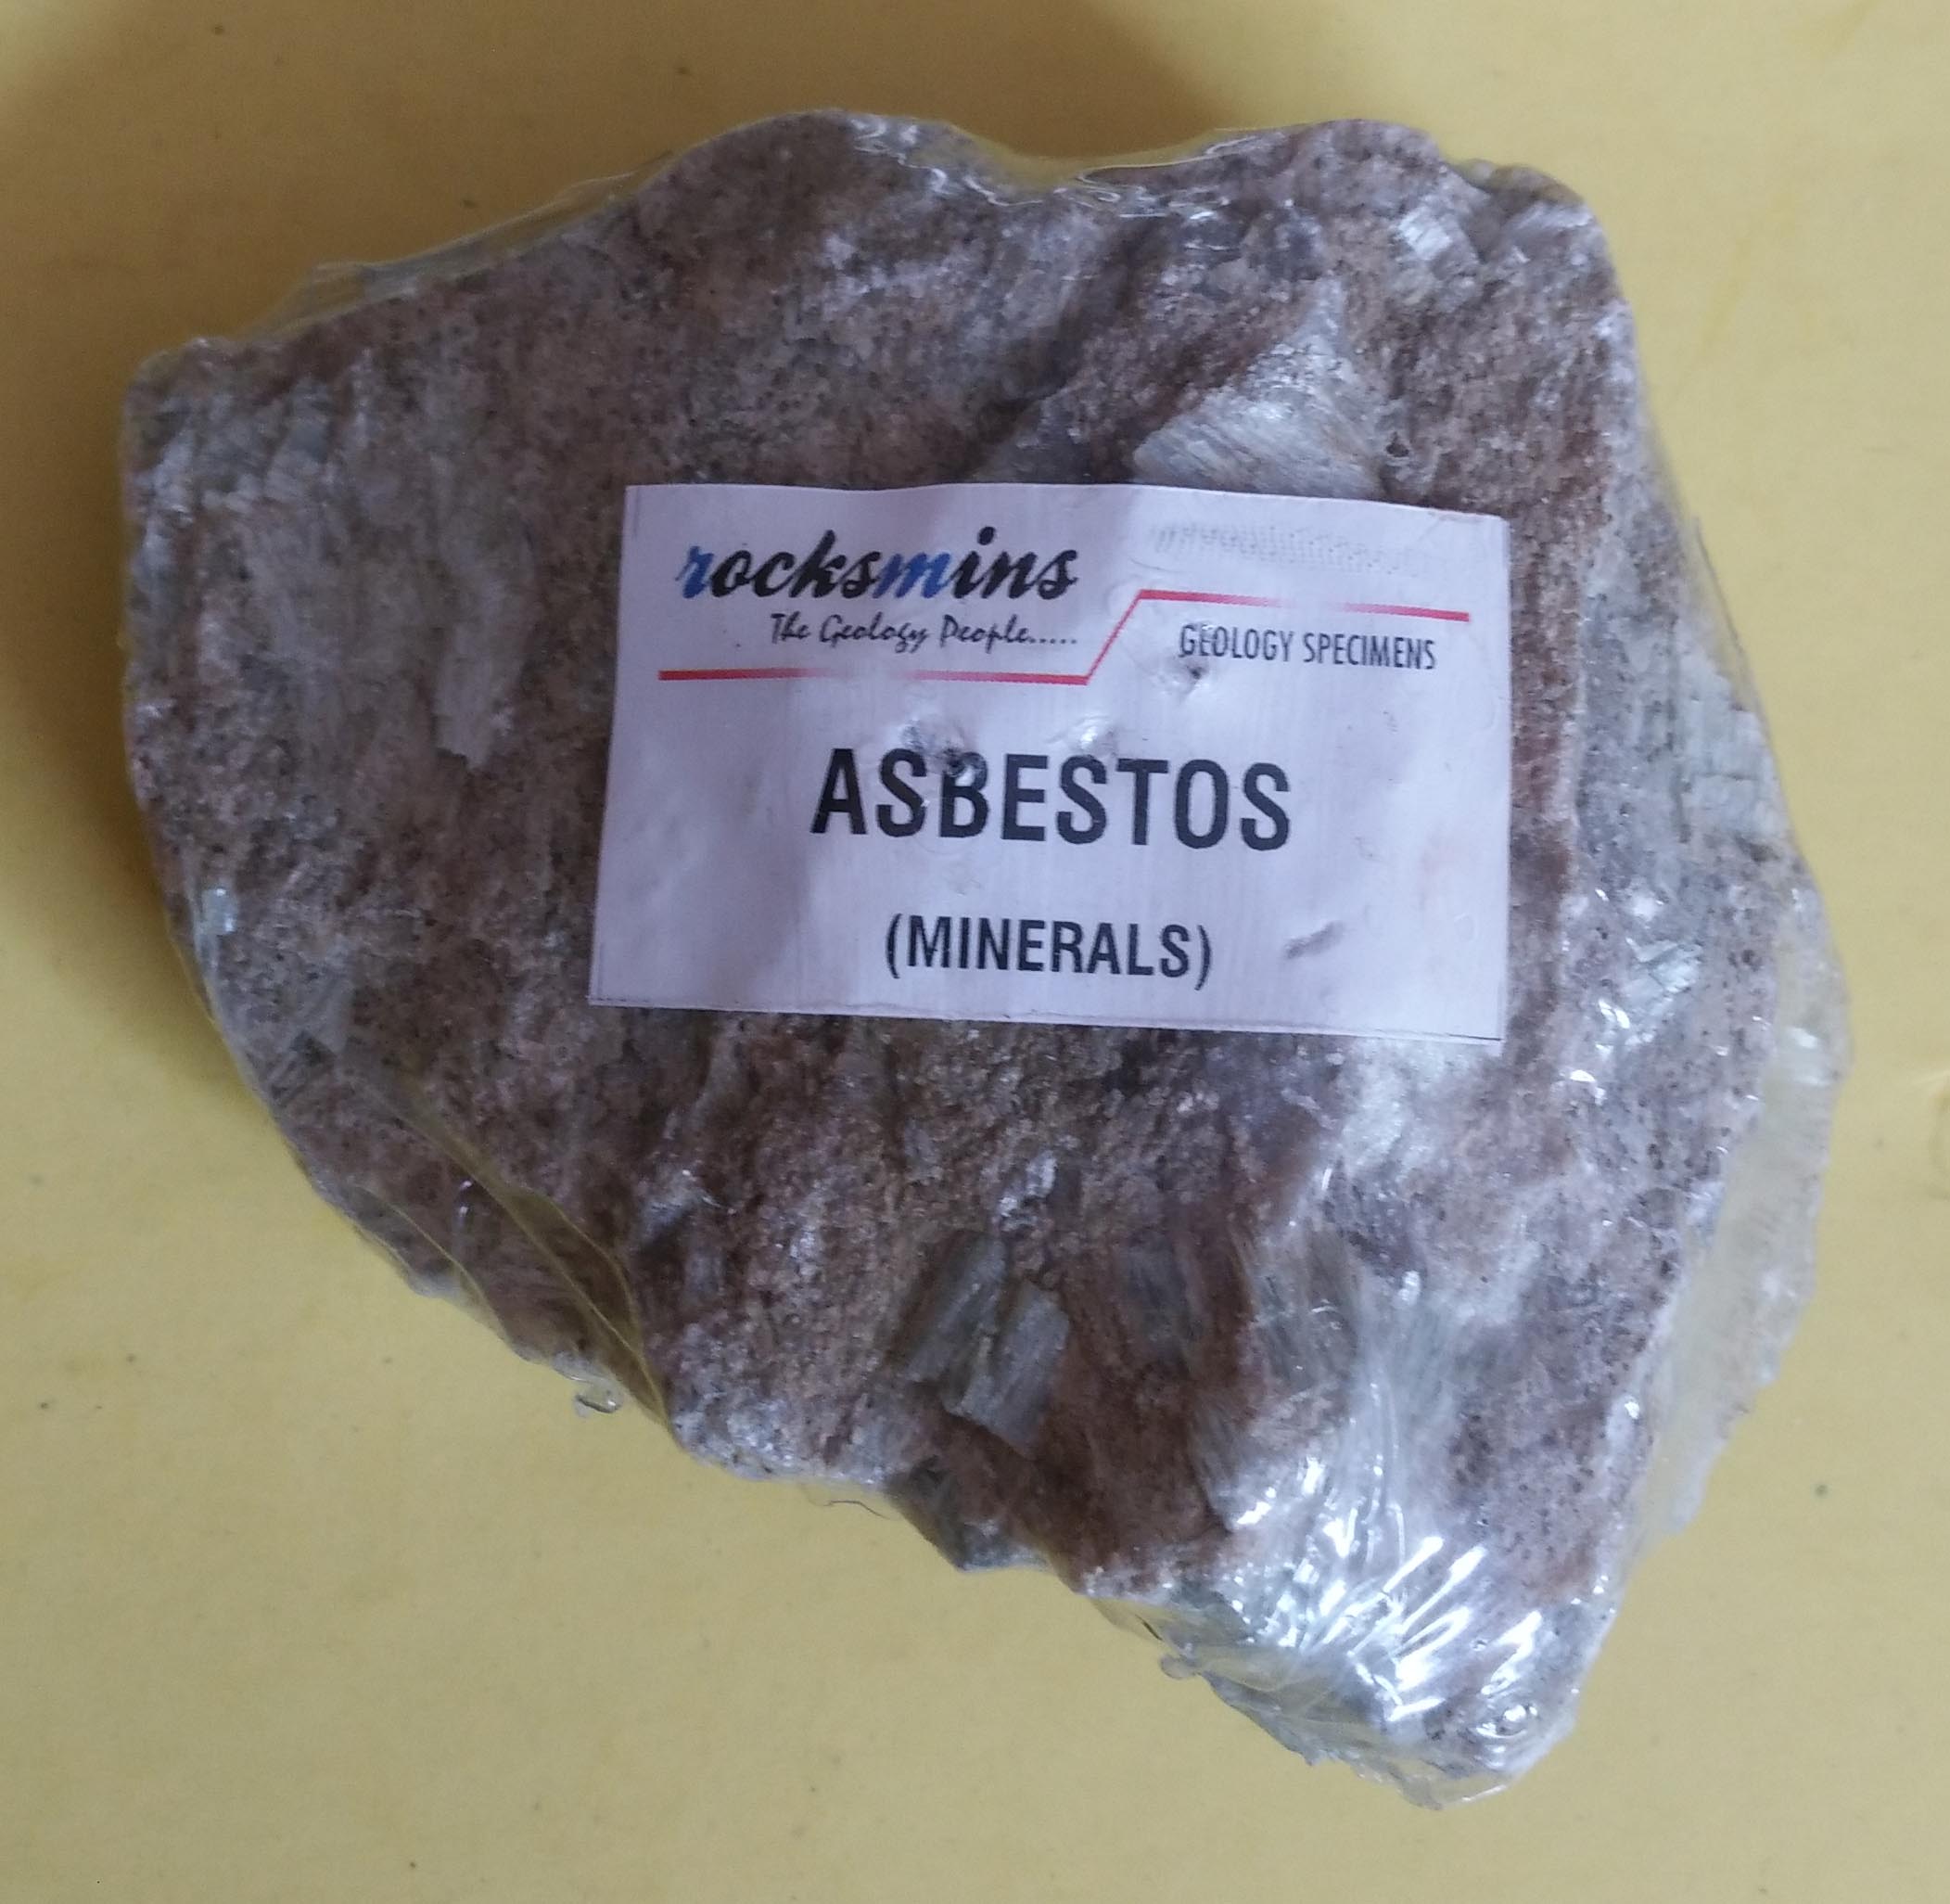 rocksmins
The Geology People.....
GEOLOGY SPECIMENS
ASBESTOS
(MINERALS)